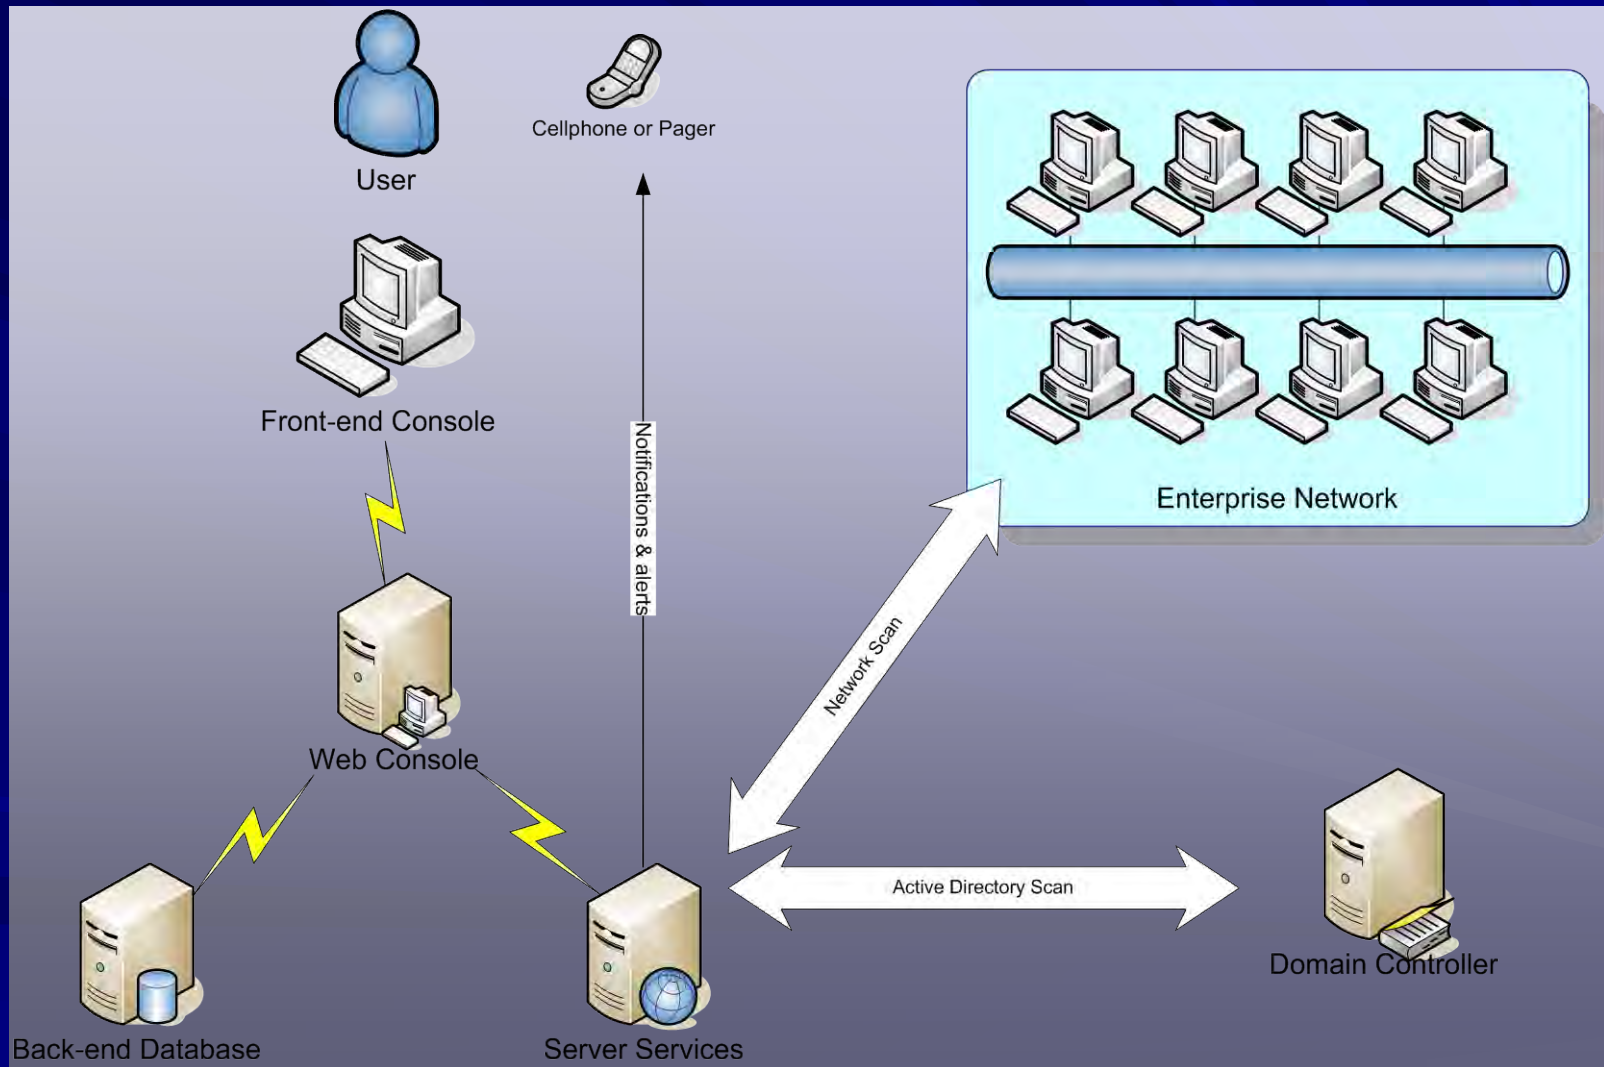 User
Cellphone or Pager
Front-end Console
Notifications & alerts
Enterprise Network
Network Scan
Web Console
Active Directory Scan
Domain Controller
Back-end Database
Server Services